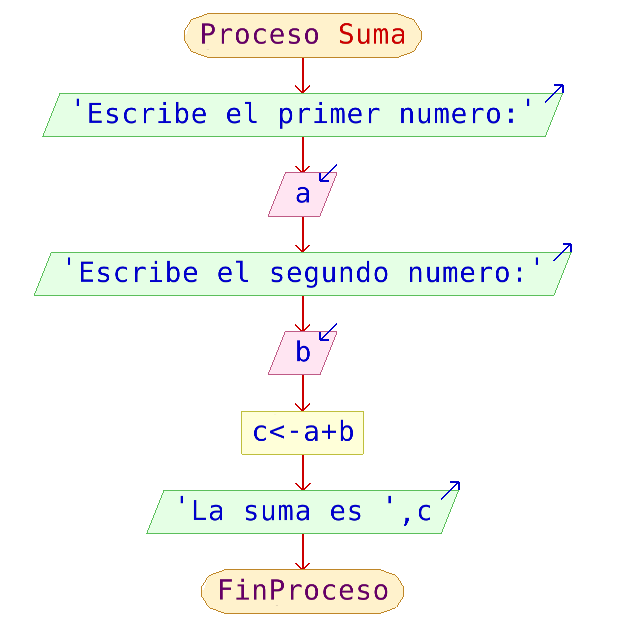 Proceso Suma
'Escribe el primer numero:'
a
'Escribe el segundo numero:'
b
c<-a+b
'La suma es ',c
FinProceso